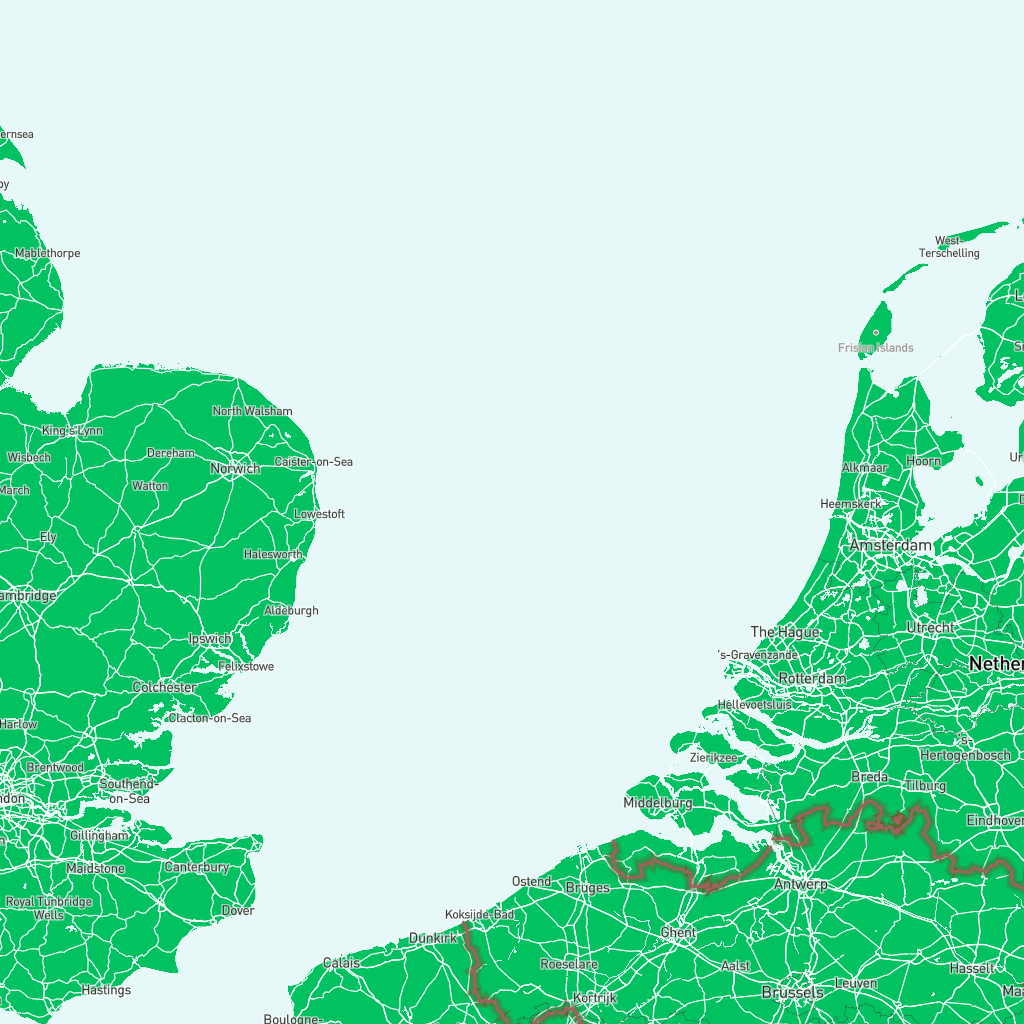 ernsea
by
Mablethorpe
West-
Terschelling
Frisian Islands
North Walsham
King's Lynn
Wisbech
Dereham
Caister-on-Sea
Norwich
March
Watton
Alkmaar
Hoorn
Heemskerk
Lowestoft
Ely
Halesworth
Amsterdam
ambridge
Aldeburgh
Ipswich
The Hague
Utrecht
Felixstowe
's-Gravenzande
Nether
Colchester
Rotterdam
Clacton-on-Sea
Hellevoetsluis
Harlow
's-
Hertogenbosch
Brentwood
Zierikzee
Southend-
on-Sea
Breda
Tilburg
ndon
Middelburg
Gillingham
Eindhoven
Maidstone
Canterbury
Ostend
Bruges
Antwerp
Royal Tunbridge
Wells
Dover
Koksijde-Bad
Dunkirk
Ghent
Calais
Roeselare
Aalst
Hasselt
Leuven
Hastings
Kortrijk
Brussels
Maa
Boulogne-